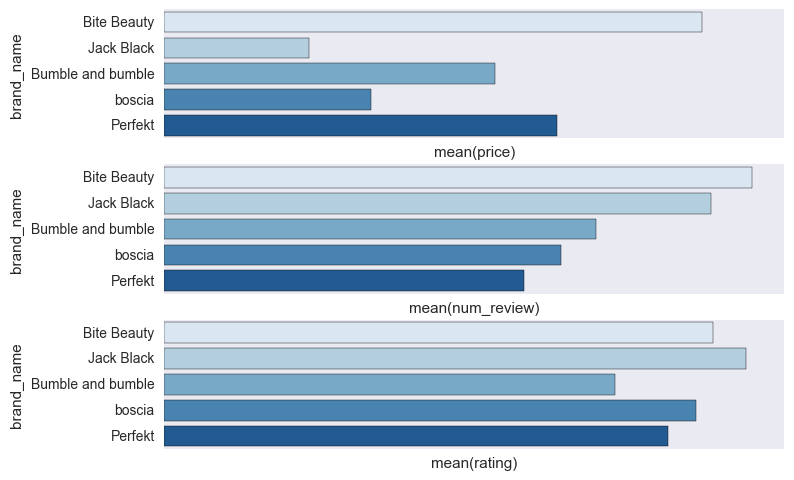 brand_name
Bite Beauty
Jack Black
Bumble and bumble
boscia
Perfekt
mean(price)
brand_name
Bite Beauty
Jack Black
Bumble and bumble
boscia
Perfekt
mean(num_review)
brand_name
Bite Beauty
Jack Black
Bumble and bumble
boscia
Perfekt
mean(rating)